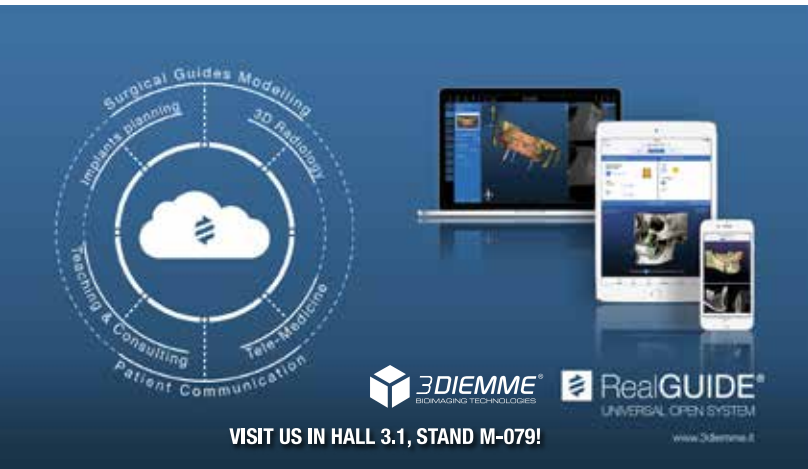 Surgical Guides Modelling
Implants planning
3D Radiology
Teaching & Consulting
Tele-Medicine
Patient Communication
3DIEMME®
BIOIMAGING TECHNOLOGIES
RealGUIDE®
UNIVERSAL OPEN SYSTEM
VISIT US IN HALL 3.1, STAND M-079!
www.3diemme.it